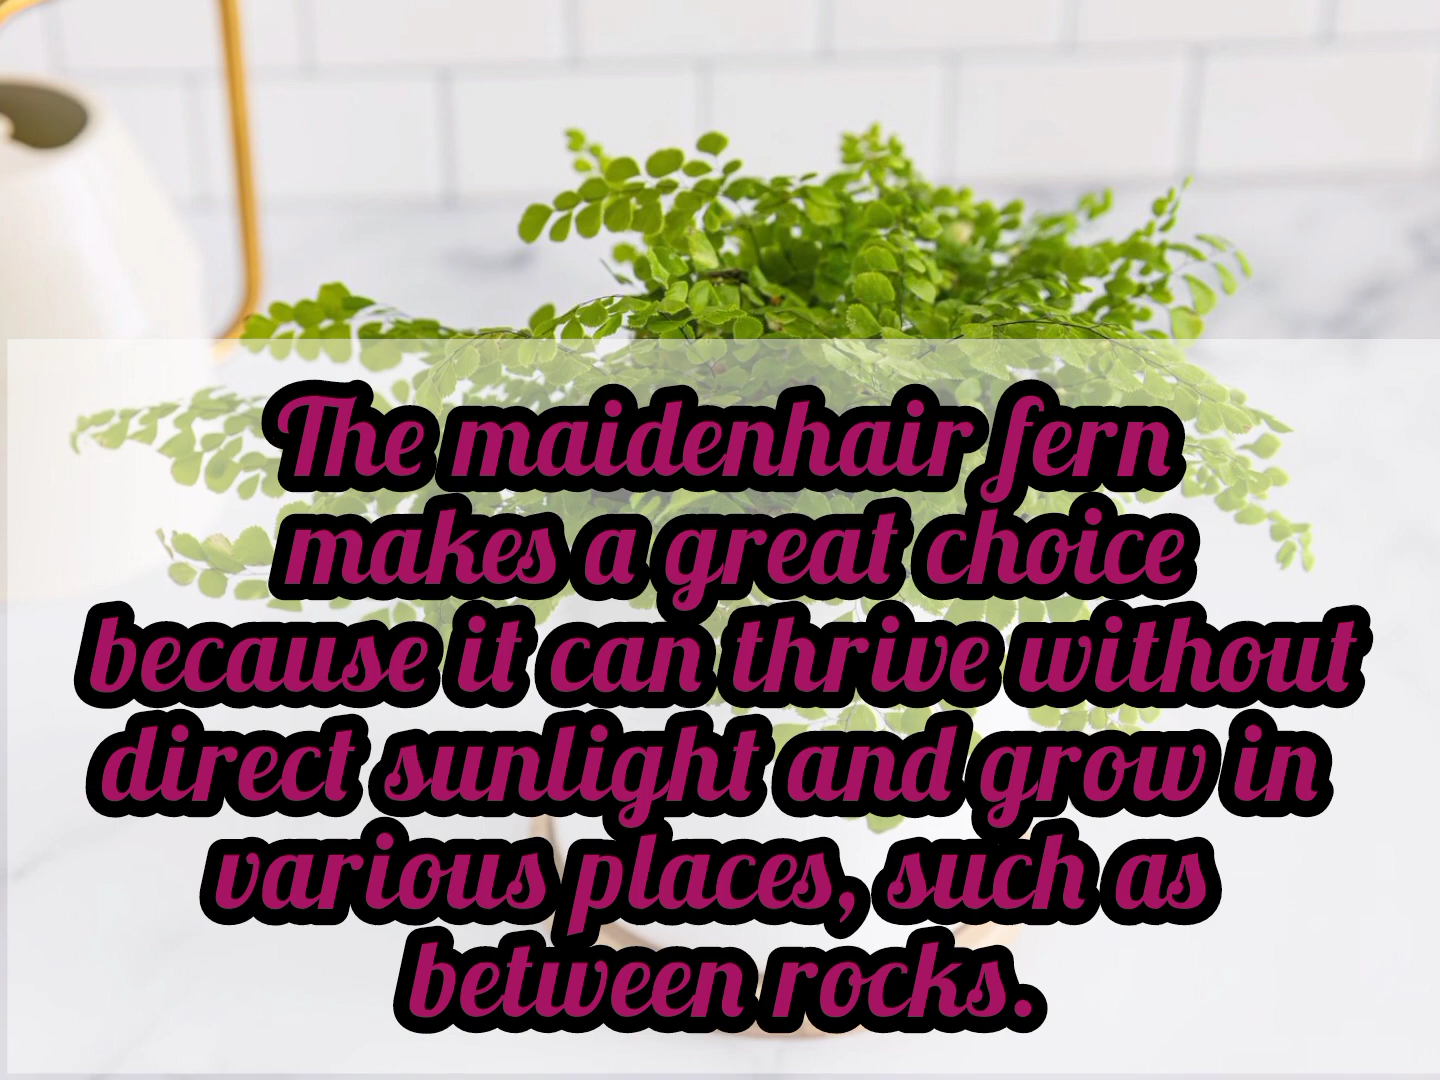 The maidenhair fern
makes a great choice
because it can thrive without
direct sunlight and grow in
various places, such as
between rocks.